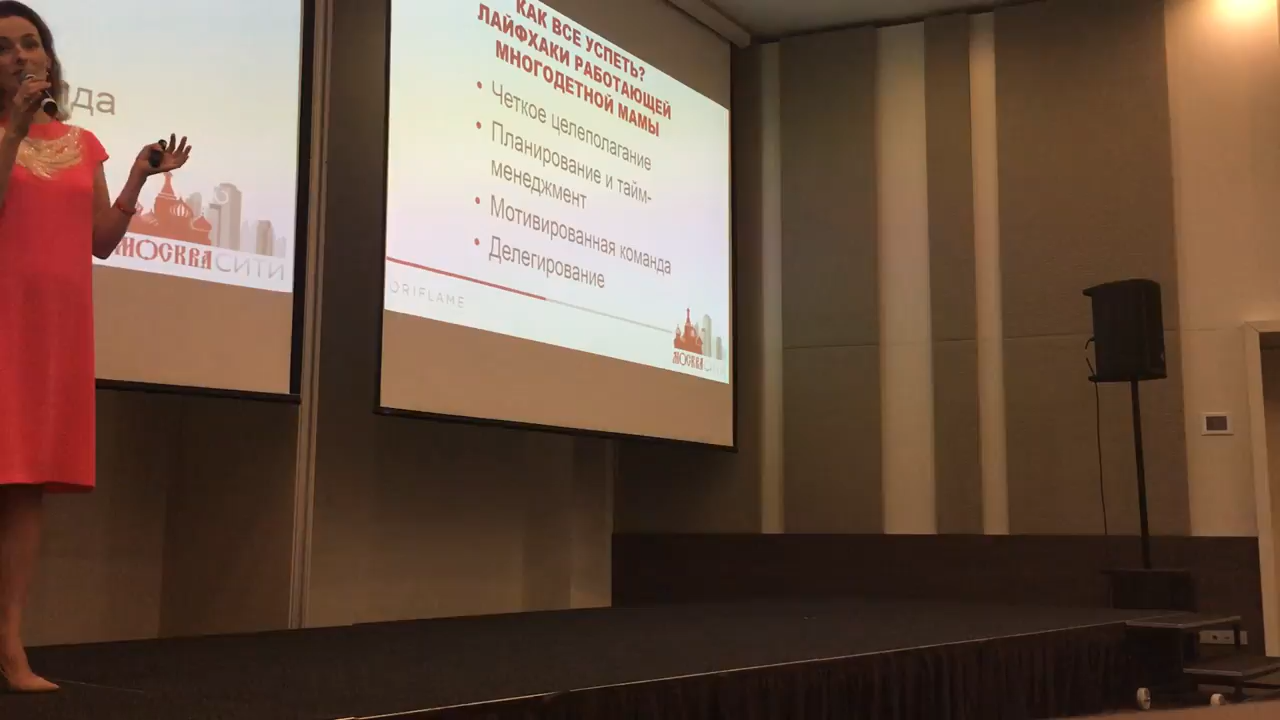 да
МОСКВА СИТИ
КАК ВСЕ УСПЕТЬ?
ЛАЙФХАКИ РАБОТАЮЩЕЙ
МНОГОДЕТНОЙ МАМЫ
• Четкое целеполагание
• Планирование и тайм-
менеджмент
• Мотивированная команда
• Делегирование
ORIFLAME
МОСКВА СИТИ